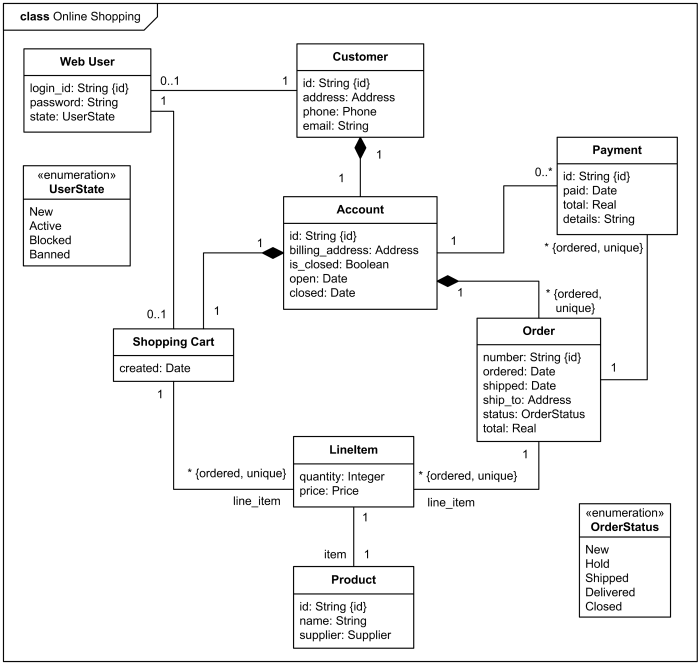 class Online Shopping
Web User
login_id: String {id}
password: String
state: UserState
0..1
1
1
Customer
id: String {id}
address: Address
phone: Phone
email: String
1
1
Payment
id: String {id}
paid: Date
total: Real
details: String
0..*
* {ordered, unique}
«enumeration»
UserState
New
Active
Blocked
Banned
Account
id: String {id}
billing_address: Address
is_closed: Boolean
open: Date
closed: Date
1
1
1
1
* {ordered,
unique}
0..1
Shopping Cart
created: Date
1
Order
number: String {id}
ordered: Date
shipped: Date
ship_to: Address
status: OrderStatus
total: Real
1
1
LineItem
quantity: Integer
price: Price
* {ordered, unique}
line_item
* {ordered, unique}
line_item
1
item
1
Product
id: String {id}
name: String
supplier: Supplier
«enumeration»
OrderStatus
New
Hold
Shipped
Delivered
Closed